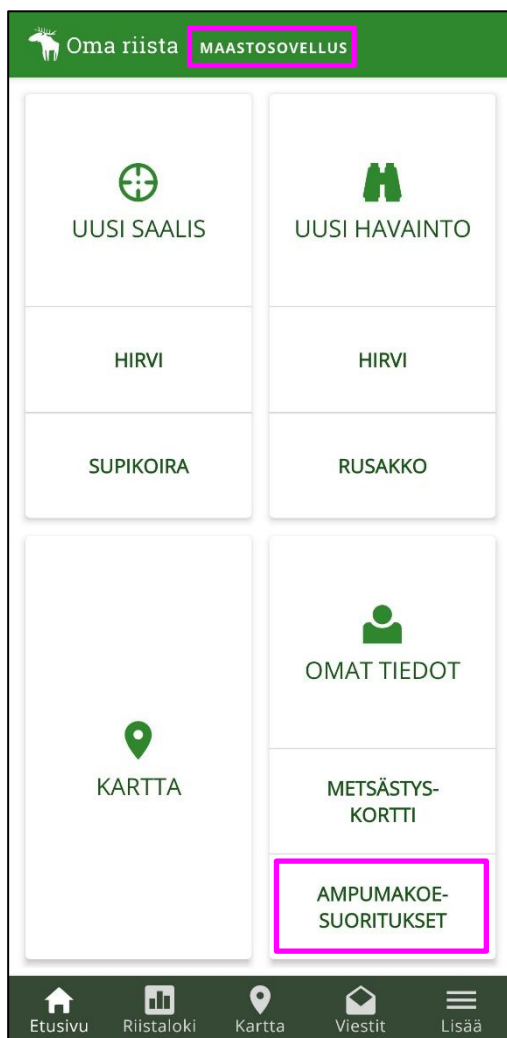 Oma riista MAASTOSOVELLUS
UUSI SAALIS
HIRVI
SUPIKOIRA
UUSI HAVAINTO
HIRVI
RUSAKKO
KARTTA
OMAT TIEDOT
METSÄSTYS-
KORTTI
AMPUMAKOE-
SUORITUKSET
Etusivu Riistaloki Kartta Viestit Lisää